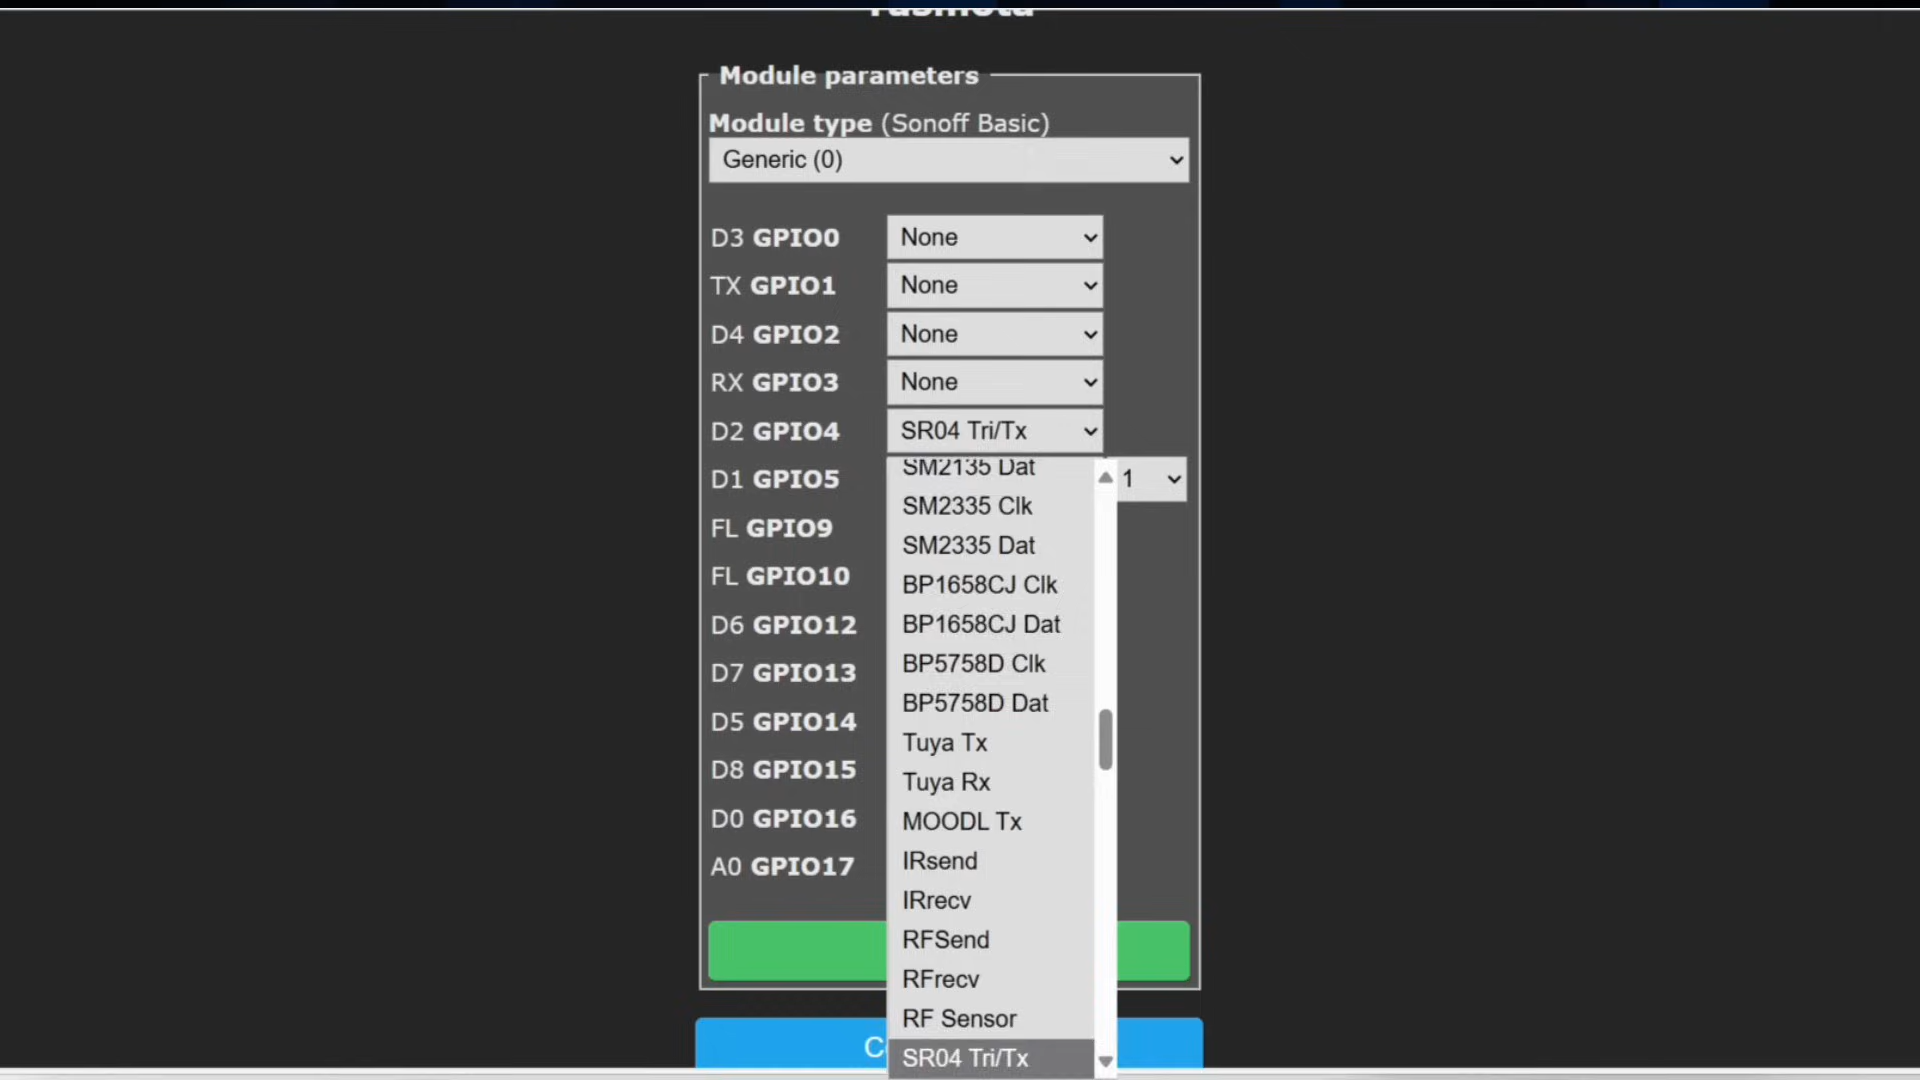 Tasmota
Module parameters
Module type (Sonoff Basic)
Generic (0)
D3 GPIO0 None
TX GPIO1 None
D4 GPIO2 None
RX GPIO3 None
D2 GPIO4 SR04 Tri/Tx
SM2135 Dat
D1 GPIO5 1
SM2335 Clk
FL GPIO9
SM2335 Dat
FL GPIO10
BP1658CJ Clk
D6 GPIO12
BP1658CJ Dat
BP5758D Clk
D7 GPIO13
BP5758D Dat
D5 GPIO14
Tuya Tx
D8 GPIO15
Tuya Rx
D0 GPIO16
MOODL Tx
A0 GPIO17
IRsend
IRrecv
RFSend
RFrecv
RF Sensor
SR04 Tri/Tx